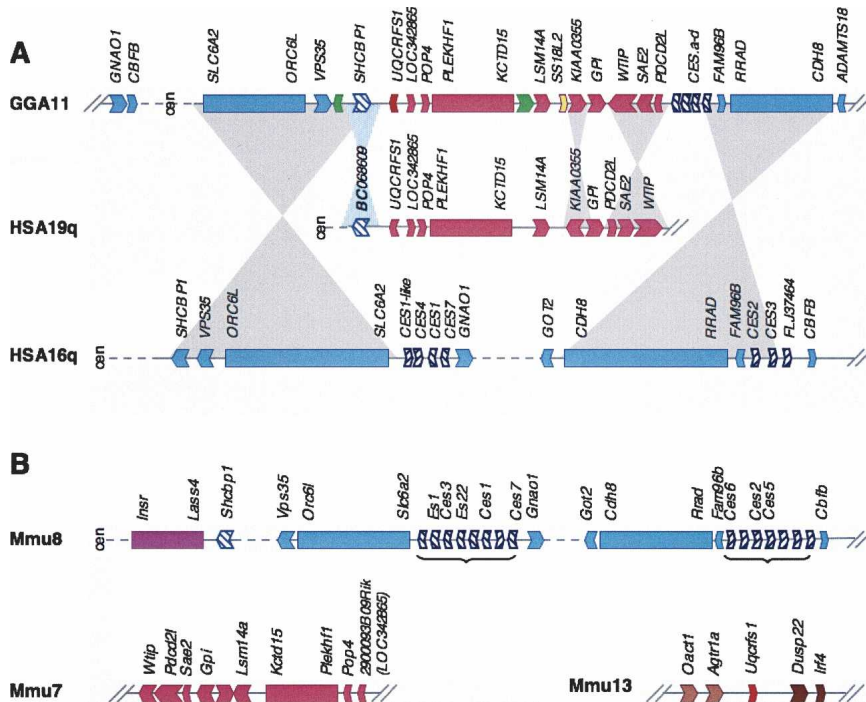 A
GNAO1 CBFB SLC6A2 ORC6L VPS35 SHCBP1 UQCRFS1 LOC342865 POP4 PLEKHF1 KCTD15 LSM14A SS18L2 KIAA0355 GPI WTIP SAE2 PDCD2L CES.a-d FAM96B RRAD CDH8 ADAMTS18
GGA11 cen
BC068609 UQCRFS1 LOC342865 POP4 PLEKHF1 KCTD15 LSM14A KIAA0355 GPI PDCD2L SAE2 WTIP
HSA19q cen
SHCBP1 VPS35 ORC6L SLC6A2 CES1-like CES4 CES1 CES7 GNAO1 GOT2 CDH8 RRAD FAM96B CES2 CES3 FLJ37464 CBFB
HSA16q cen
B
Insr Lass4 Shcbp1 Vps35 Orc6l Slc6a2 Es1 Ces3 Es22 Ces1 Ces7 Gnao1 Got2 Cdh8 Rrad Fam96b Ces6 Ces2 Ces5 Cbfb
Mmu8 cen
Wtip Pdcd2l Sae2 Gpi Lsm14a Kctd15 Plekhf1 Pop4 2900093B09Rik (LOC342865)
Mmu7
Oact1 Agtr1a Uqcrfs1 Dusp22 Irf4
Mmu13